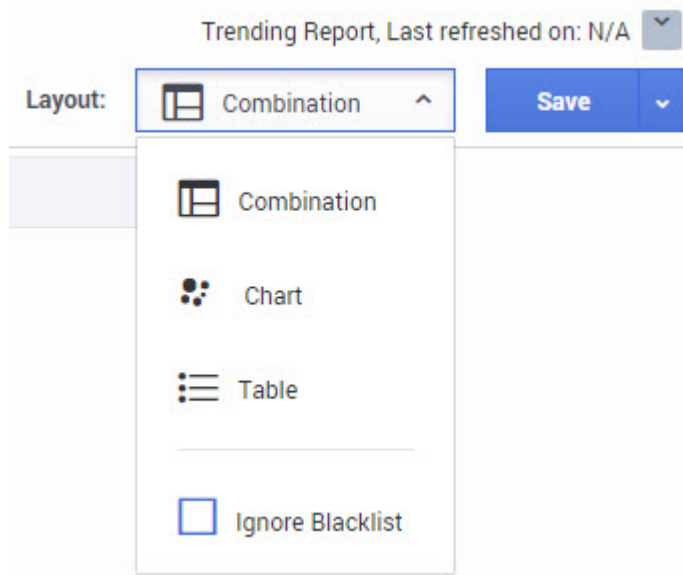 Trending Report, Last refreshed on: N/A
Layout: Combination Save
Combination
Chart
Table
Ignore Blacklist